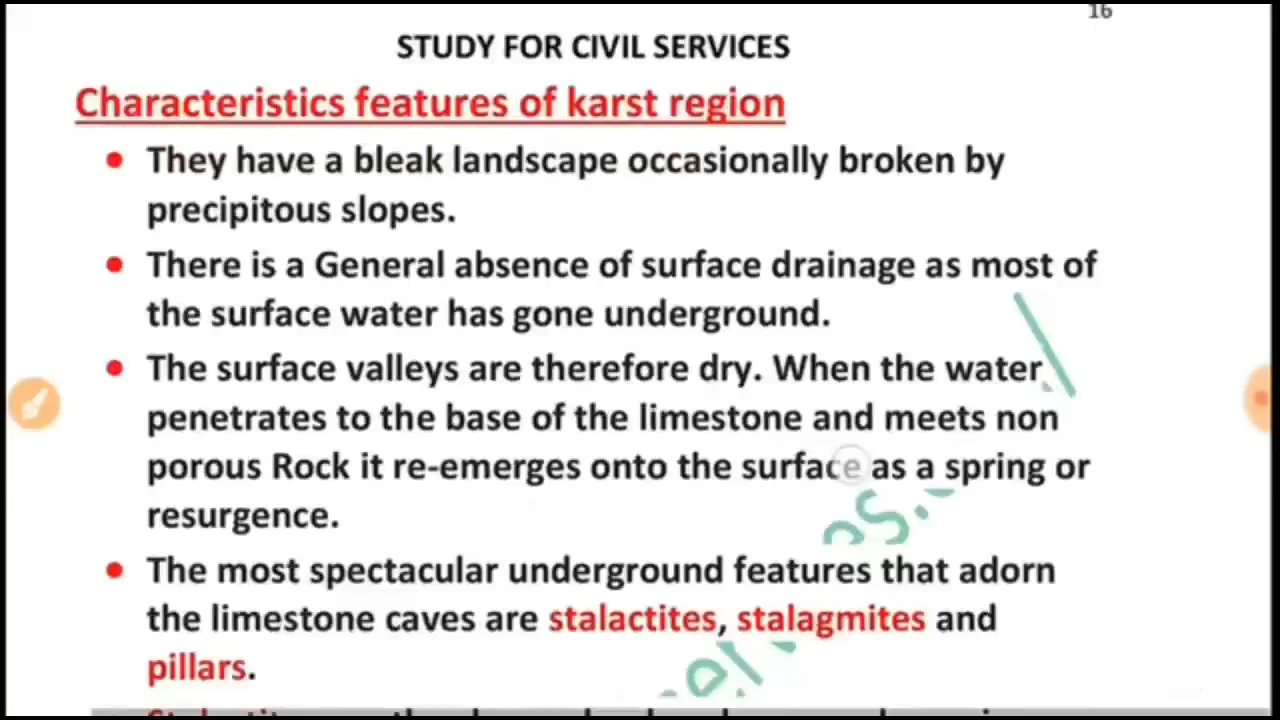 16
STUDY FOR CIVIL SERVICES
Characteristics features of karst region
• They have a bleak landscape occasionally broken by
precipitous slopes.
• There is a General absence of surface drainage as most of
the surface water has gone underground.
• The surface valleys are therefore dry. When the water
penetrates to the base of the limestone and meets non
porous Rock it re-emerges onto the surface as a spring or
resurgence.
• The most spectacular underground features that adorn
the limestone caves are stalactites, stalagmites and
pillars.